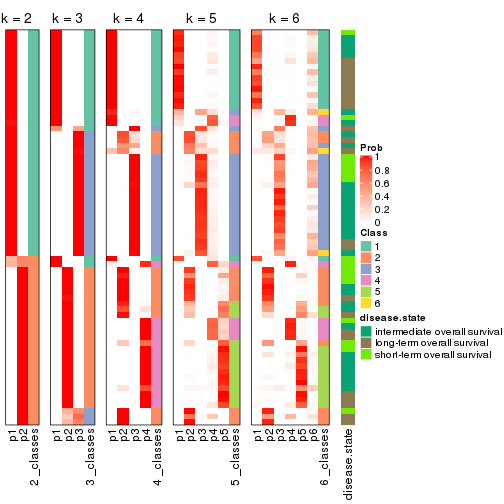 k = 2 k = 3 k = 4 k = 5 k = 6
Prob
1
0.8
0.6
0.4
0.2
0
Class
1
2
3
4
5
6
disease.state
intermediate overall survival
long-term overall survival
short-term overall survival
p1 p2 2_classes p1 p2 p3 3_classes p1 p2 p3 p4 4_classes p1 p2 p3 p4 p5 5_classes p1 p2 p3 p4 p5 p6 6_classes disease.state